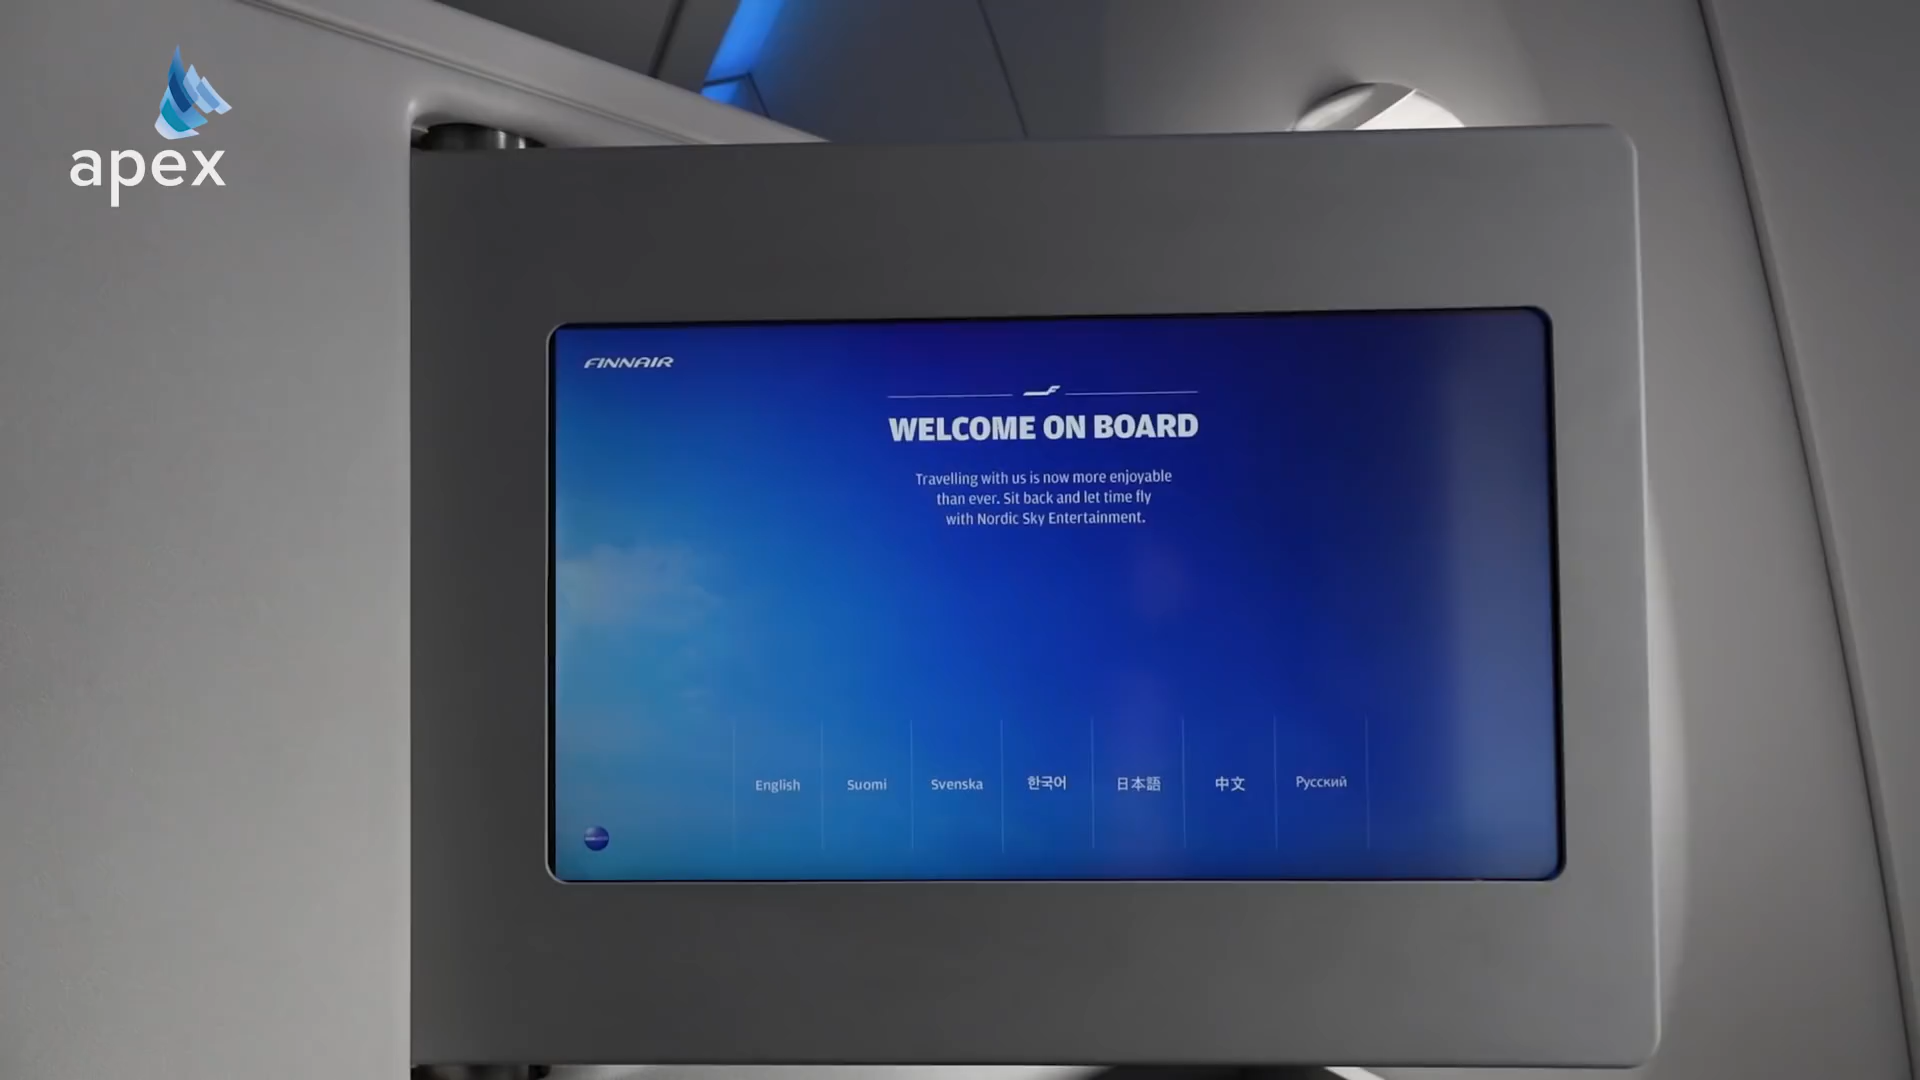 apex
FINNAIR
WELCOME ON BOARD
Travelling with us is now more enjoyable
than ever. Sit back and let time fly
with Nordic Sky Entertainment.
English
Suomi
Svenska
한국어
日本語
中文
Русский